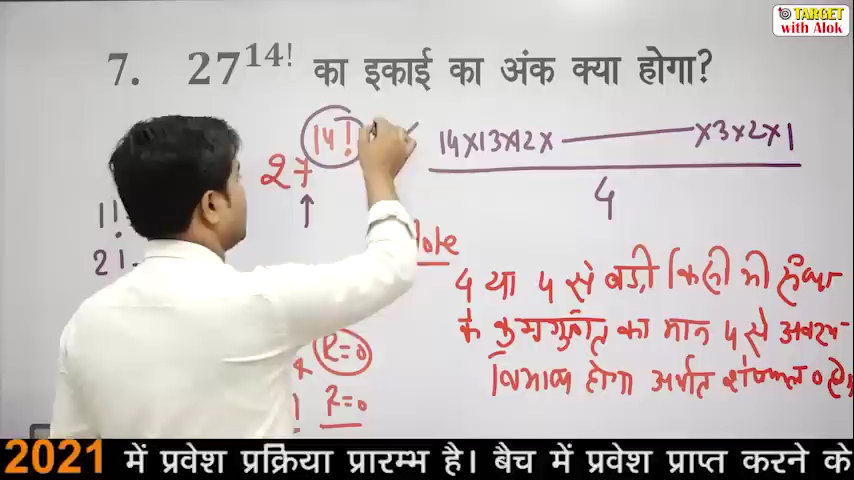 TARGET
with Alok
7. 27^14! का इकाई का अंक क्या होगा?
27^14!
14×13×12× ——— ×3×2×1
4
1!
2!
Note
4 या 4 से बड़ी किसी भी संख्या
के क्रमगुणित का मान 4 से अवश्य
विभाज्य होगा अर्थात शेषफल 0 होगा
R=0
! R=0
2021 में प्रवेश प्रक्रिया प्रारम्भ है। बैच में प्रवेश प्राप्त करने के